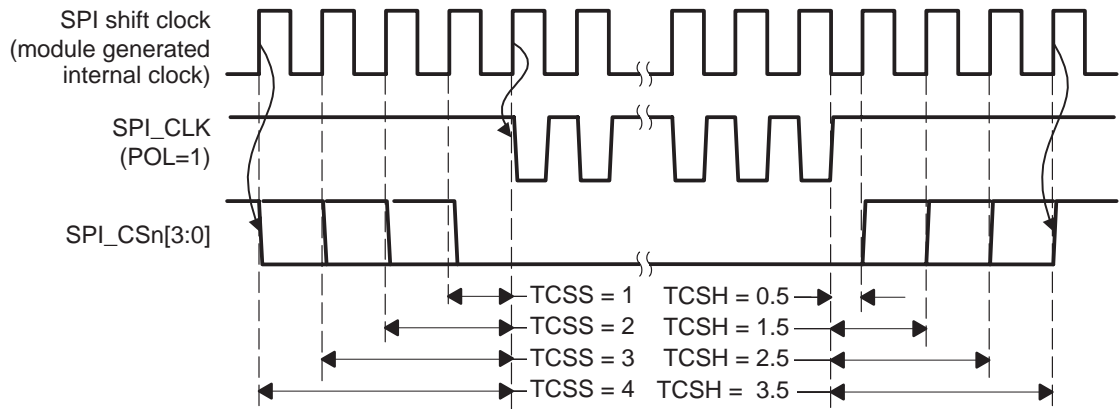 SPI shift clock
(module generated
internal clock)
SPI_CLK
(POL=1)
SPI_CSn[3:0]
TCSS = 1 TCSH = 0.5
TCSS = 2 TCSH = 1.5
TCSS = 3 TCSH = 2.5
TCSS = 4 TCSH = 3.5